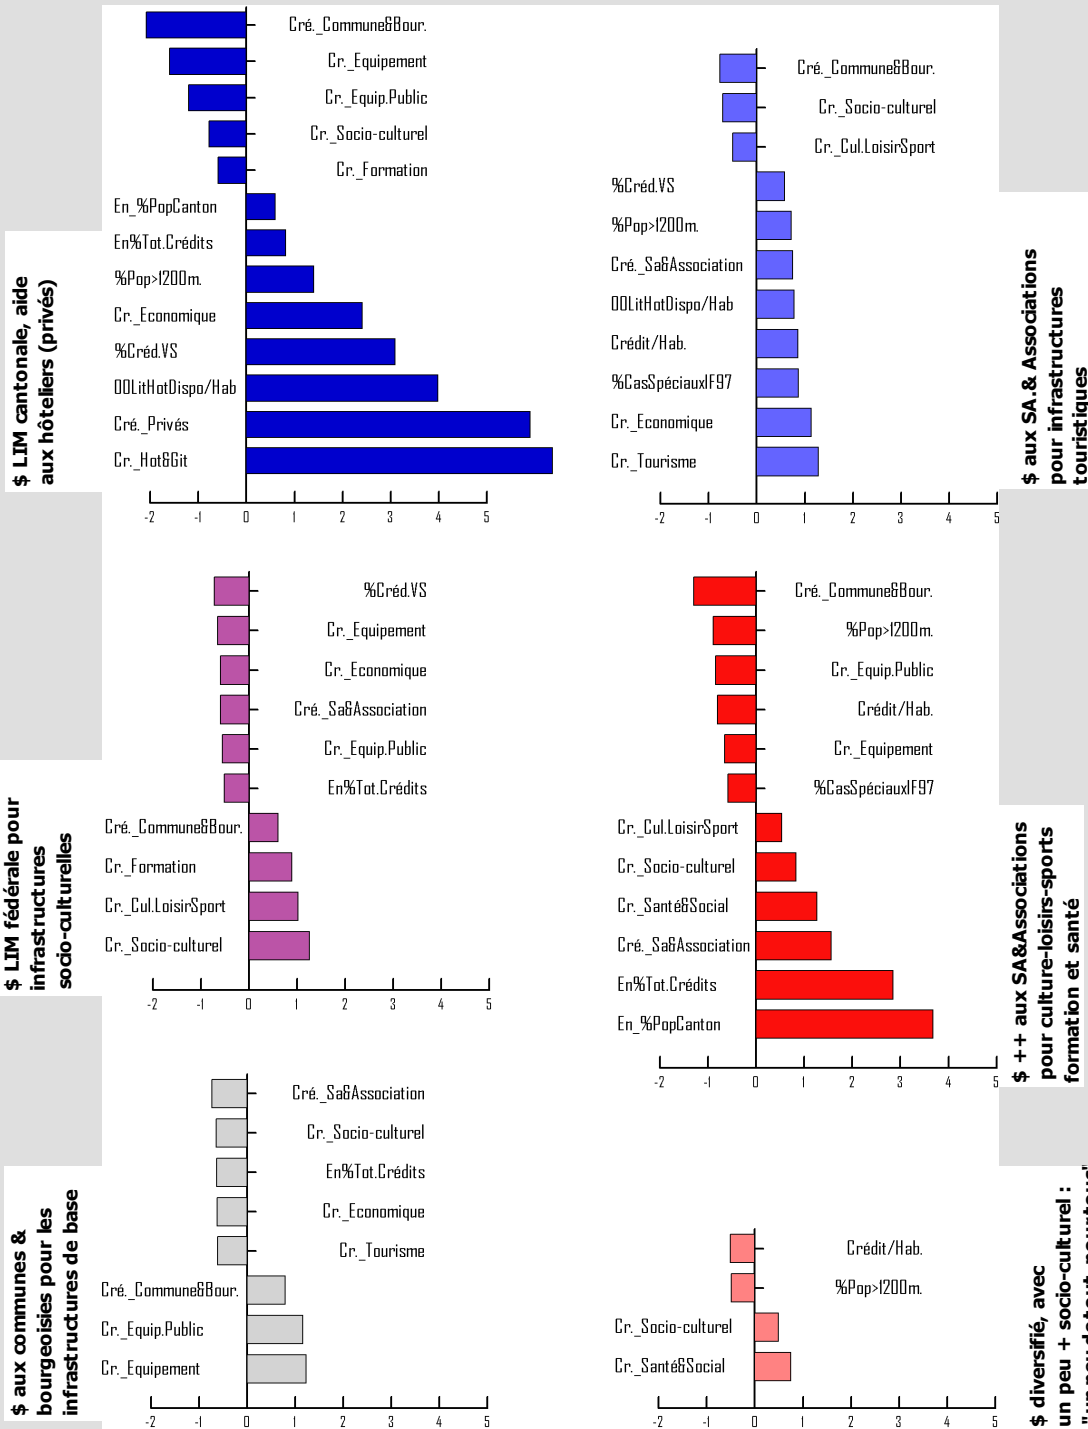 $ LIM cantonale, aide
aux hôteliers (privés)
Cré._Commune&Bour.
Cr._Equipement
Cr._Equip.Public
Cr._Socio-culturel
Cr._Formation
En_%PopCanton
En%Tot.Crédits
%Pop>1200m.
Cr._Economique
%Créd.VS
00LitHotDispo/Hab
Cré._Privés
Cr._Hot&Git
-2 -1 0 1 2 3 4 5
Cré._Commune&Bour.
Cr._Socio-culturel
Cr._Cul.LoisirSport
%Créd.VS
%Pop>1200m.
Cré._Sa&Association
00LitHotDispo/Hab
Crédit/Hab.
%CasSpéciauxIF97
Cr._Economique
Cr._Tourisme
-2 -1 0 1 2 3 4 5
$ aux SA.& Associations
pour infrastructures
touristiques
$ LIM fédérale pour
infrastructures
socio-culturelles
%Créd.VS
Cr._Equipement
Cr._Economique
Cré._Sa&Association
Cr._Equip.Public
En%Tot.Crédits
Cré._Commune&Bour.
Cr._Formation
Cr._Cul.LoisirSport
Cr._Socio-culturel
-2 -1 0 1 2 3 4 5
Cré._Commune&Bour.
%Pop>1200m.
Cr._Equip.Public
Crédit/Hab.
Cr._Equipement
%CasSpéciauxIF97
Cr._Cul.LoisirSport
Cr._Socio-culturel
Cr._Santé&Social
Cré._Sa&Association
En%Tot.Crédits
En_%PopCanton
-2 -1 0 1 2 3 4 5
$ ++ aux SA&Associations
pour culture-loisirs-sports
formation et santé
$ aux communes &
bourgeoisies pour les
infrastructures de base
Cré._Sa&Association
Cr._Socio-culturel
En%Tot.Crédits
Cr._Economique
Cr._Tourisme
Cré._Commune&Bour.
Cr._Equip.Public
Cr._Equipement
-2 -1 0 1 2 3 4 5
Crédit/Hab.
%Pop>1200m.
Cr._Socio-culturel
Cr._Santé&Social
-2 -1 0 1 2 3 4 5
$ diversifié, avec
un peu + socio-culturel :